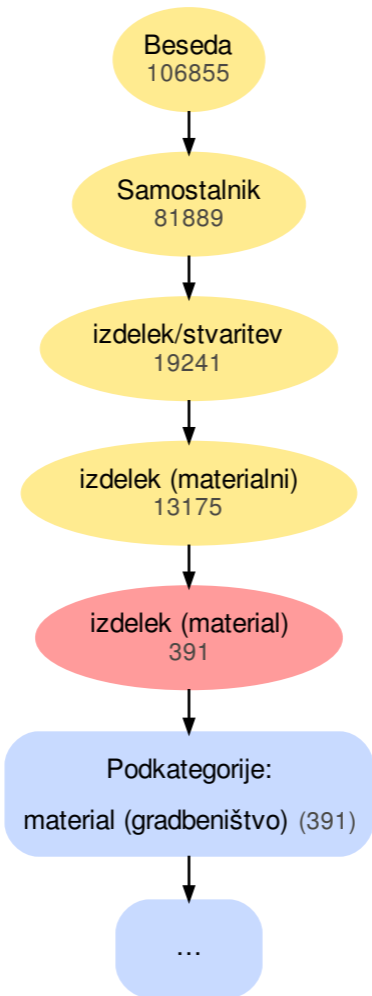 Beseda
106855
Samostalnik
81889
izdelek/stvaritev
19241
izdelek (materialni)
13175
izdelek (material)
391
Podkategorije:
material (gradbeništvo) (391)
...